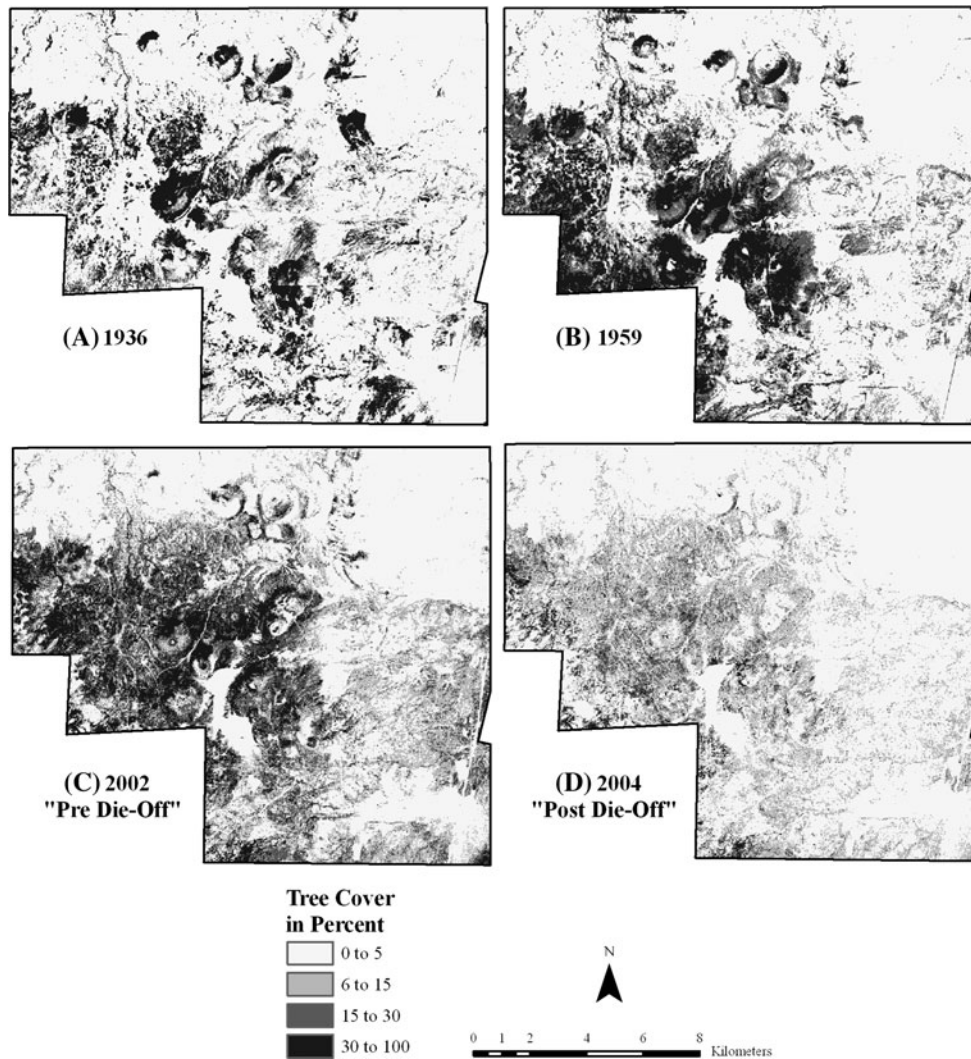 (A) 1936
(B) 1959
(C) 2002
"Pre Die-Off"
(D) 2004
"Post Die-Off"
Tree Cover
in Percent
0 to 5
6 to 15
15 to 30
30 to 100
N
0 1 2 4 6 8
Kilometers